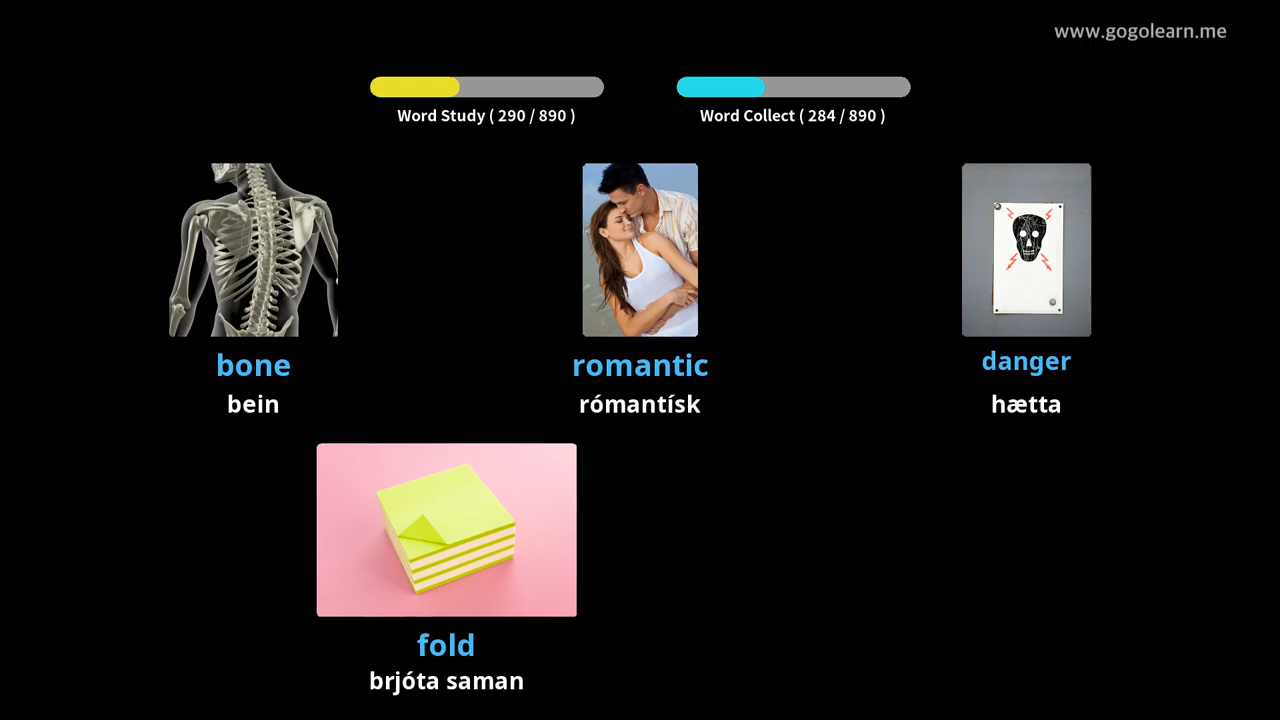 www.gogolearn.me
Word Study ( 290 / 890 )
Word Collect ( 284 / 890 )
bone
bein
romantic
rómantísk
danger
hætta
fold
brjóta saman